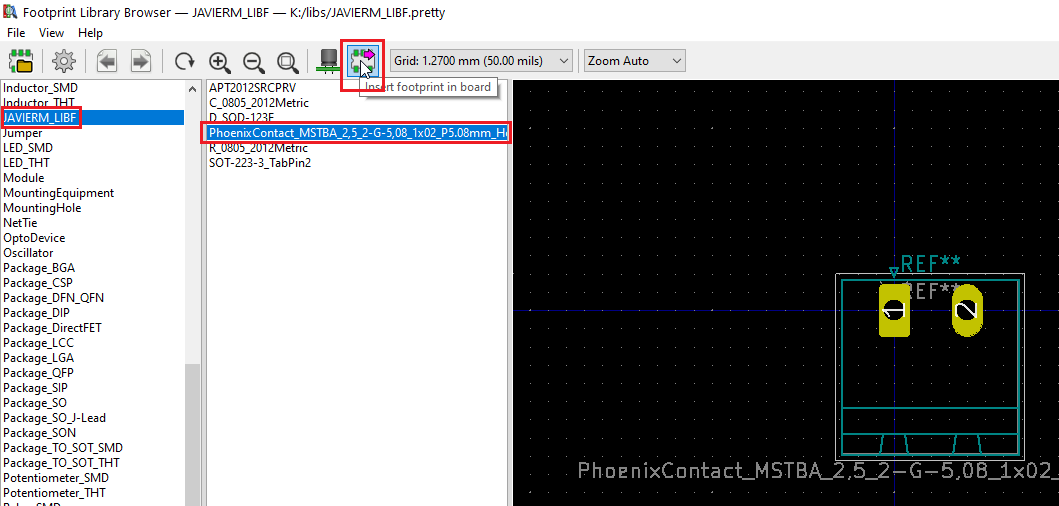 Footprint Library Browser — JAVIERM_LIBF — K:/libs/JAVIERM_LIBF.pretty
File View Help
Grid: 1.2700 mm (50.00 mils)
Zoom Auto
Insert footprint in board
Inductor_SMD
Inductor_THT
JAVIERM_LIBF
Jumper
LED_SMD
LED_THT
Module
MountingEquipment
MountingHole
NetTie
OptoDevice
Oscillator
Package_BGA
Package_CSP
Package_DFN_QFN
Package_DIP
Package_DirectFET
Package_LCC
Package_LGA
Package_QFP
Package_SIP
Package_SO
Package_SO_J-Lead
Package_SON
Package_TO_SOT_SMD
Package_TO_SOT_THT
Potentiometer_SMD
Potentiometer_THT
APT2012SRCPRV
C_0805_2012Metric
D_SOD-123F
PhoenixContact_MSTBA_2,5_2-G-5,08_1x02_P5.08mm_Ho
R_0805_2012Metric
SOT-223-3_TabPin2
REF**
REF**
1 2
PhoenixContact_MSTBA_2,5_2-G-5,08_1x02_